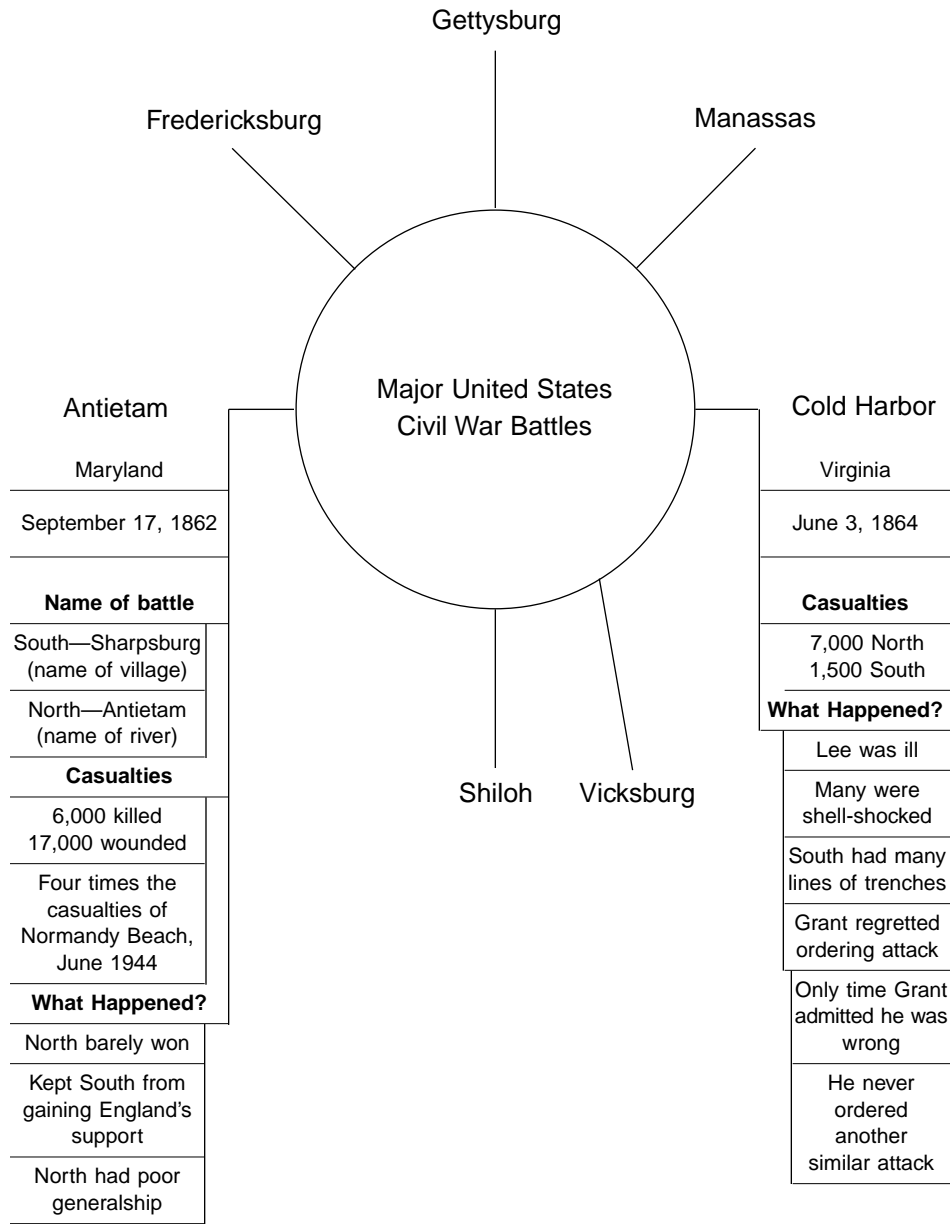 Gettysburg
Fredericksburg
Manassas
Major United States
Civil War Battles
Antietam
Maryland
September 17, 1862
Name of battle
South—Sharpsburg
(name of village)
North—Antietam
(name of river)
Casualties
6,000 killed
17,000 wounded
Four times the
casualties of
Normandy Beach,
June 1944
What Happened?
North barely won
Kept South from
gaining England's
support
North had poor
generalship
Cold Harbor
Virginia
June 3, 1864
Casualties
7,000 North
1,500 South
What Happened?
Lee was ill
Many were
shell-shocked
South had many
lines of trenches
Grant regretted
ordering attack
Only time Grant
admitted he was
wrong
He never
ordered
another
similar attack
Shiloh
Vicksburg